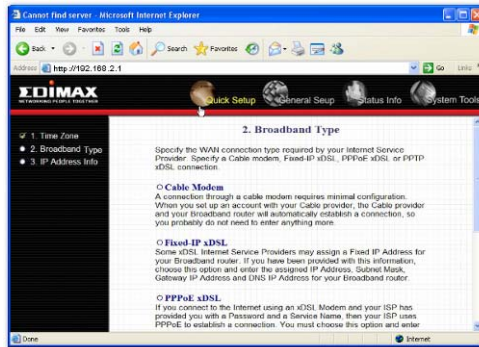 Cannot find server - Microsoft Internet Explorer
File Edit View Favorites Tools Help
Back Search Favorites
Address http://192.168.2.1 Go Links
EDIMAX
NETWORKING PEOPLE TOGETHER
Quick Setup General Seup Status Info System Tools
1. Time Zone
2. Broadband Type
3. IP Address Info
2. Broadband Type
Specify the WAN connection type required by your Internet Service
Provider. Specify a Cable modem, Fixed-IP xDSL, PPPoE xDSL or PPTP
xDSL connection.
Cable Modem
A connection through a cable modem requires minimal configuration.
When you set up an account with your Cable provider, the Cable provider
and your Broadband router will automatically establish a connection, so
you probably do not need to enter anything more.
Fixed-IP xDSL
Some xDSL Internet Service Providers may assign a Fixed IP Address for
your Broadband router. If you have been provided with this information,
choose this option and enter the assigned IP Address, Subnet Mask,
Gateway IP Address and DNS IP Address for your Broadband router.
PPPoE xDSL
If you connect to the Internet using an xDSL Modem and your ISP has
provided you with a Password and a Service Name, then your ISP uses
PPPoE to establish a connection. You must choose this option and enter
Done Internet